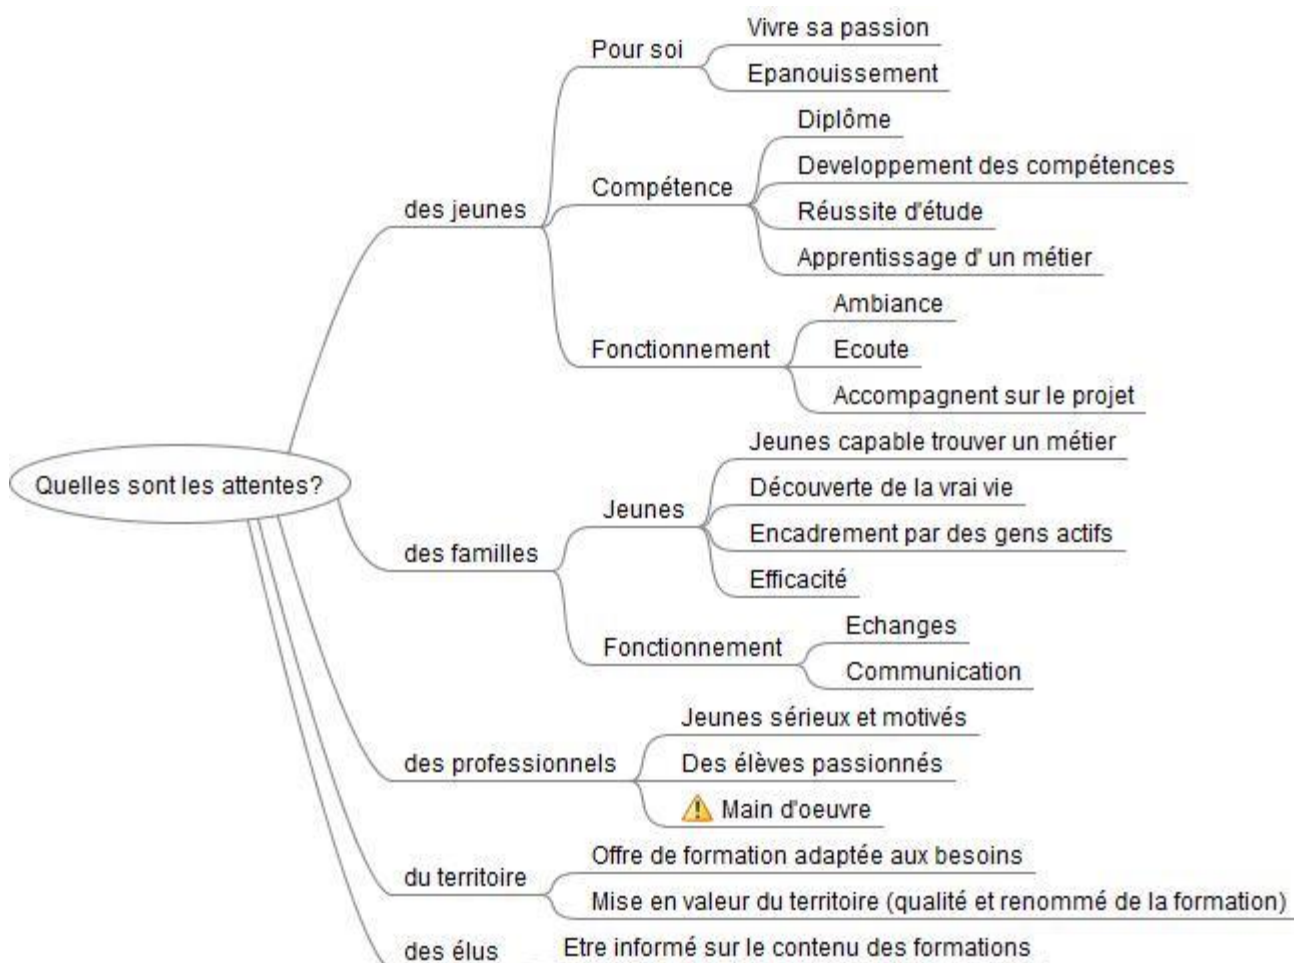 Quelles sont les attentes?
des jeunes
Pour soi
Vivre sa passion
Epanouissement
Compétence
Diplôme
Developpement des compétences
Réussite d'étude
Apprentissage d' un métier
Fonctionnement
Ambiance
Ecoute
Accompagnent sur le projet
des familles
Jeunes
Jeunes capable trouver un métier
Découverte de la vrai vie
Encadrement par des gens actifs
Efficacité
Fonctionnement
Echanges
Communication
des professionnels
Jeunes sérieux et motivés
Des élèves passionnés
Main d'oeuvre
du territoire
Offre de formation adaptée aux besoins
Mise en valeur du territoire (qualité et renommé de la formation)
des élus
Etre informé sur le contenu des formations